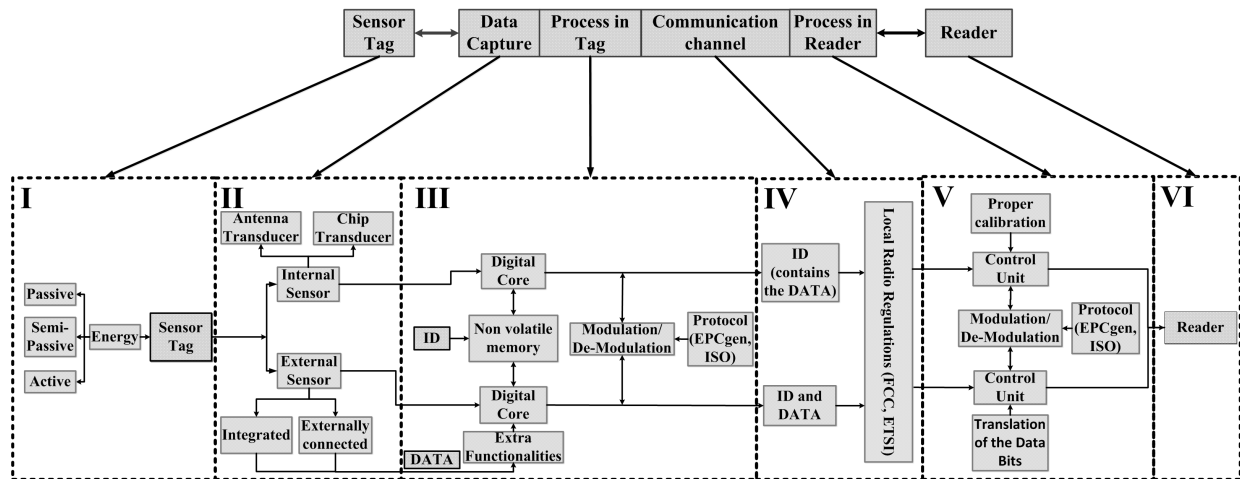 Sensor
Tag
Data
Capture
Process in
Tag
Communication
channel
Process in
Reader
Reader
I
Passive
Semi-
Passive
Active
Energy
Sensor
Tag
II
Antenna
Transducer
Chip
Transducer
Internal
Sensor
External
Sensor
Integrated
Externally
connected
III
Digital
Core
ID
Non volatile
memory
Digital
Core
DATA
Extra
Functionalities
Modulation/
De-Modulation
Protocol
(EPCgen,
ISO)
IV
ID
(contains
the DATA)
ID and
DATA
Local Radio Regulations (FCC, ETSI)
V
Proper
calibration
Control
Unit
Modulation/
De-Modulation
Protocol
(EPCgen,
ISO)
Control
Unit
Translation
of the Data
Bits
VI
Reader